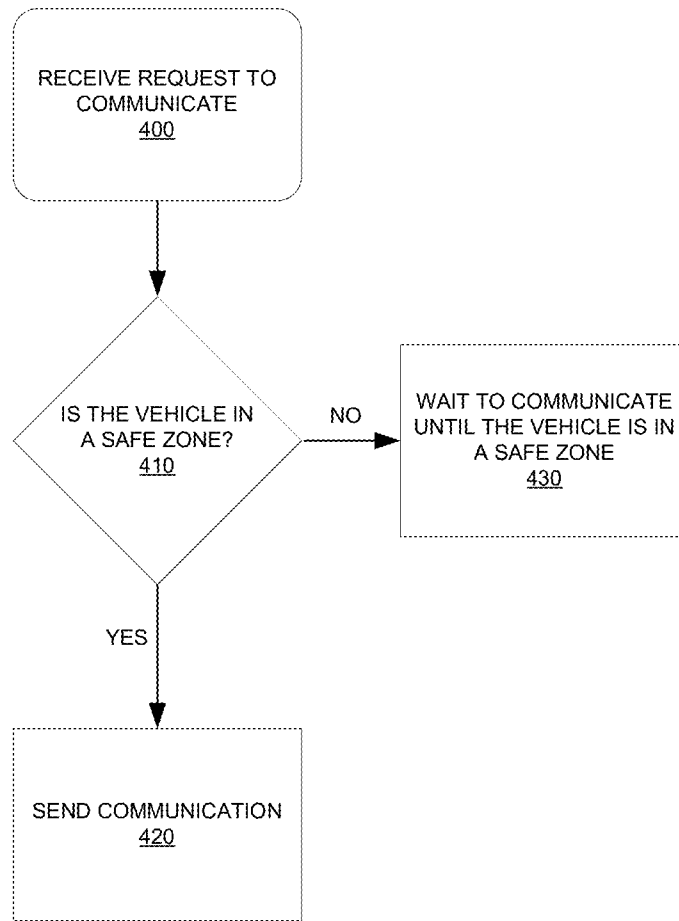 RECEIVE REQUEST TO
COMMUNICATE
400
IS THE VEHICLE IN
A SAFE ZONE?
410
NO
WAIT TO COMMUNICATE
UNTIL THE VEHICLE IS IN
A SAFE ZONE
430
YES
SEND COMMUNICATION
420